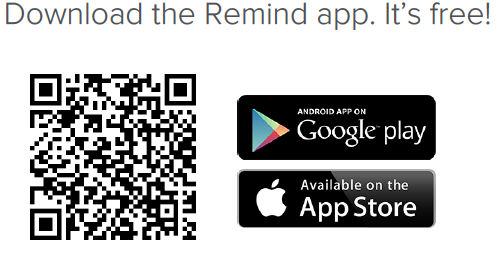 Download the Remind app. It’s free!
ANDROID APP ON
Google play
Available on the
App Store